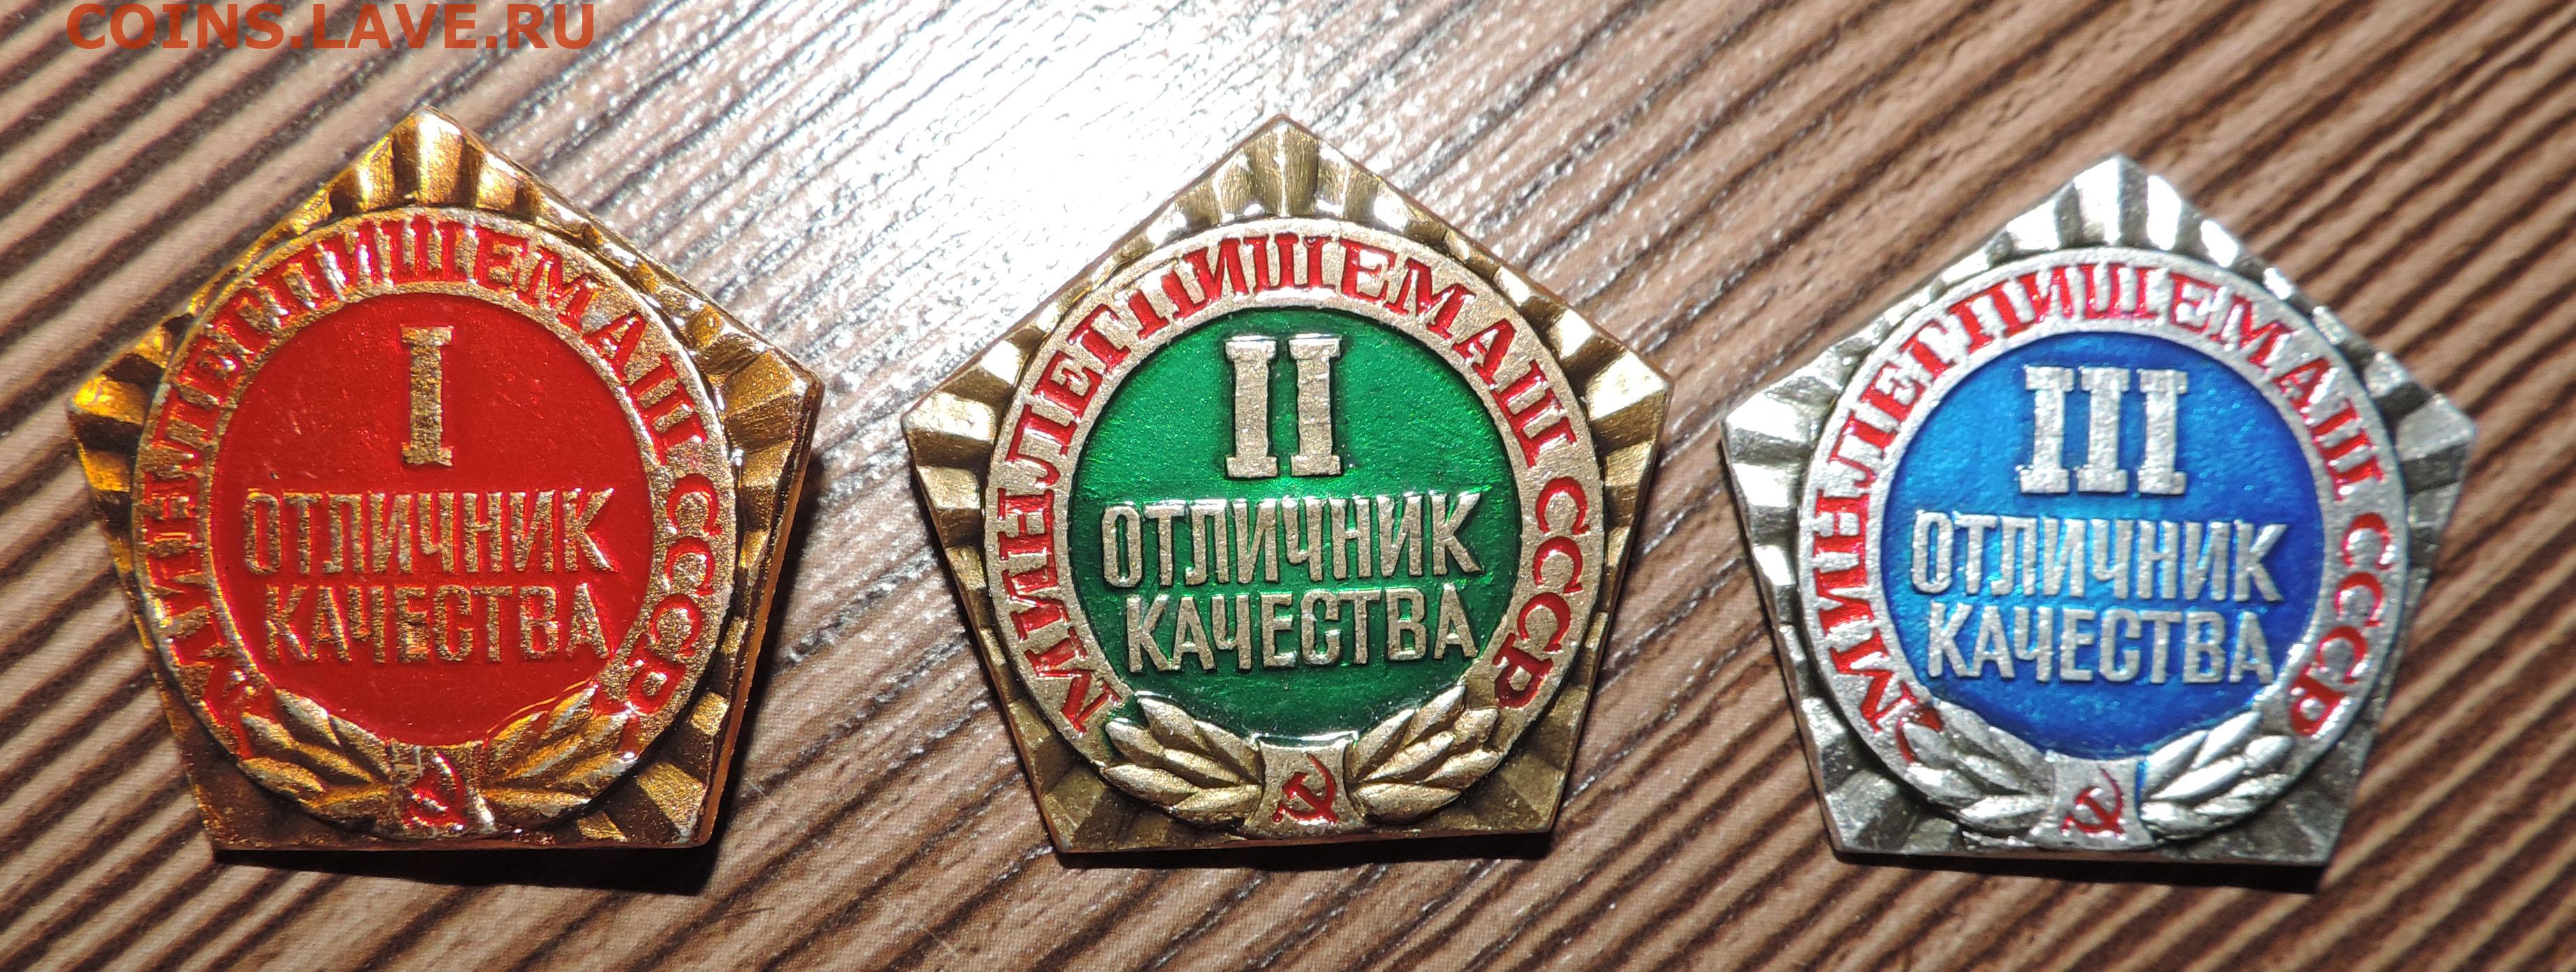 COINS.LAVE.RU
МИНЛЕГПИЩЕМАШ СССР
I
ОТЛИЧНИК
КАЧЕСТВА
МИНЛЕГПИЩЕМАШ СССР
II
ОТЛИЧНИК
КАЧЕСТВА
МИНЛЕГПИЩЕМАШ СССР
III
ОТЛИЧНИК
КАЧЕСТВА